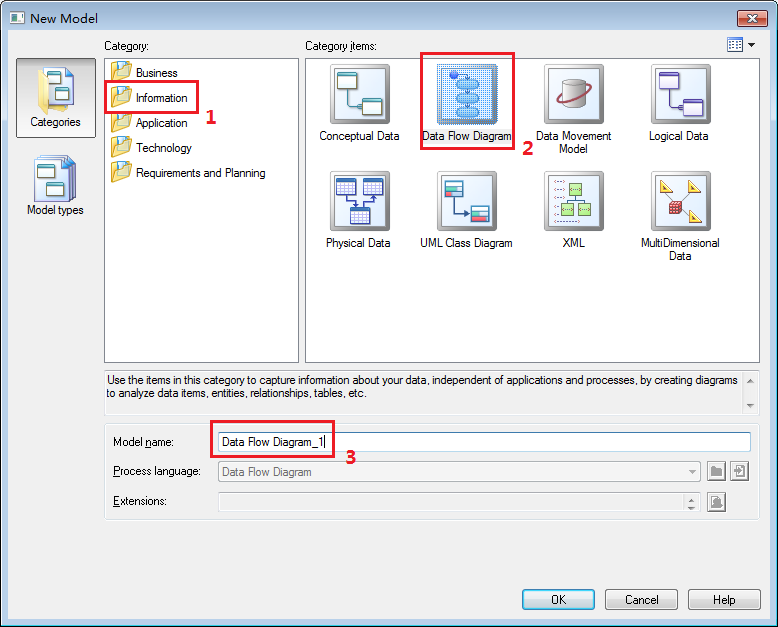 New Model
Category:
Category items:
Categories
Model types
Business
Information
1
Application
Technology
Requirements and Planning
Conceptual Data
Data Flow Diagram
2
Data Movement
Model
Logical Data
Physical Data
UML Class Diagram
XML
MultiDimensional
Data
Use the items in this category to capture information about your data, independent of applications and processes, by creating diagrams
to analyze data items, entities, relationships, tables, etc.
Model name:
Data Flow Diagram_1
3
Process language:
Data Flow Diagram
Extensions:
OK
Cancel
Help